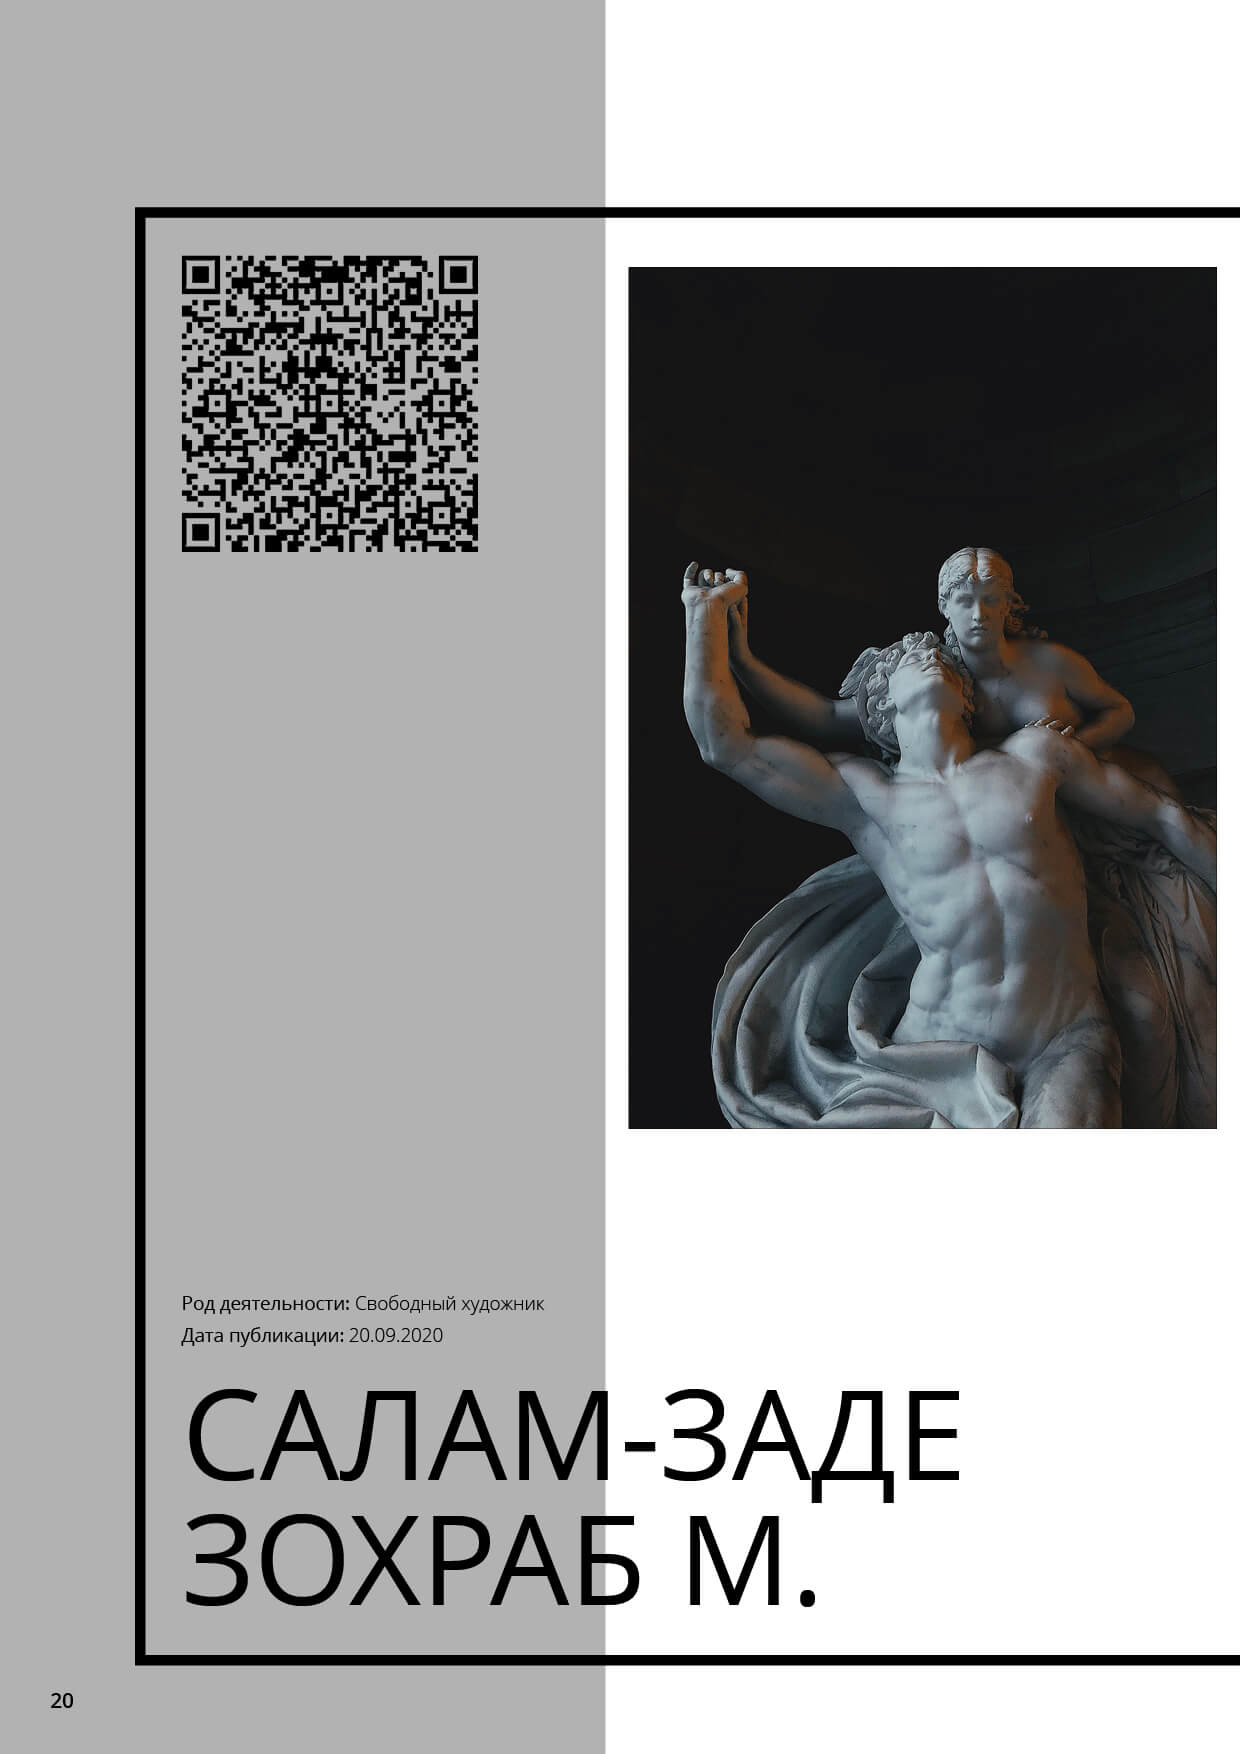 Род деятельности: Свободный художник
Дата публикации: 20.09.2020
САЛАМ-ЗАДЕ
ЗОХРАБ М.
20